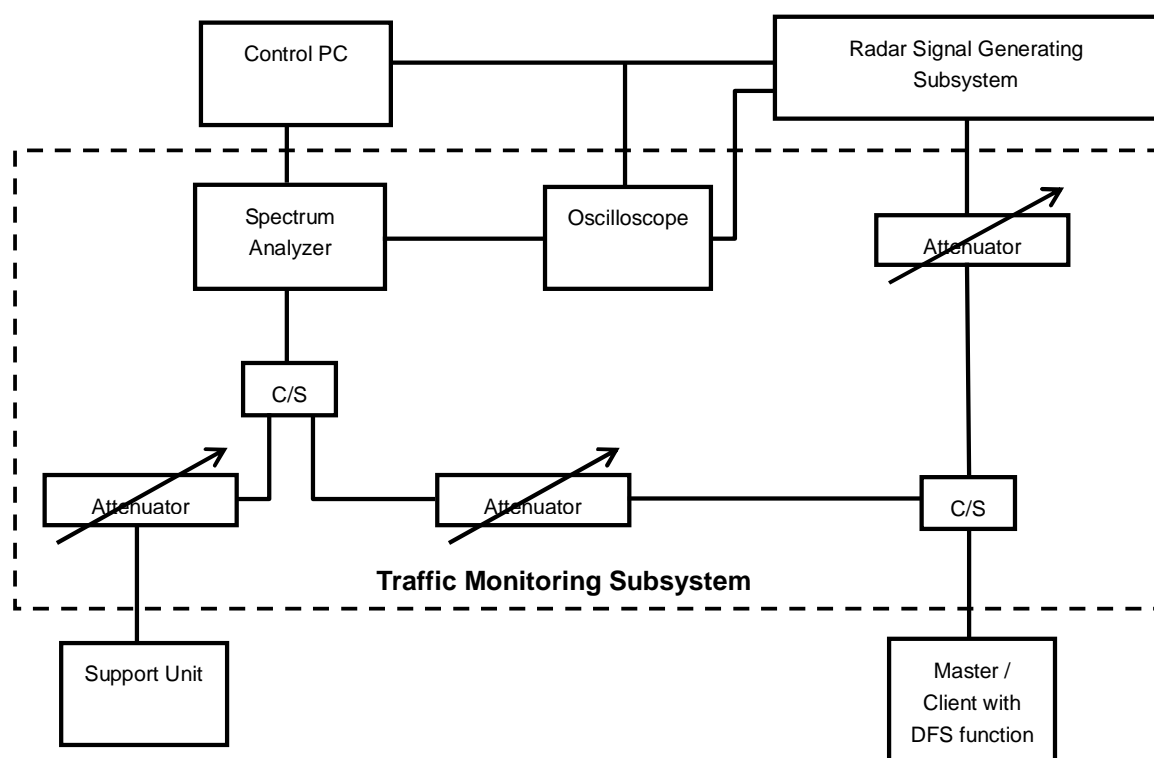 Control PC
Radar Signal Generating
Subsystem
Spectrum
Analyzer
Oscilloscope
Attenuator
C/S
Attenuator
Attenuator
C/S
Traffic Monitoring Subsystem
Support Unit
Master /
Client with
DFS function